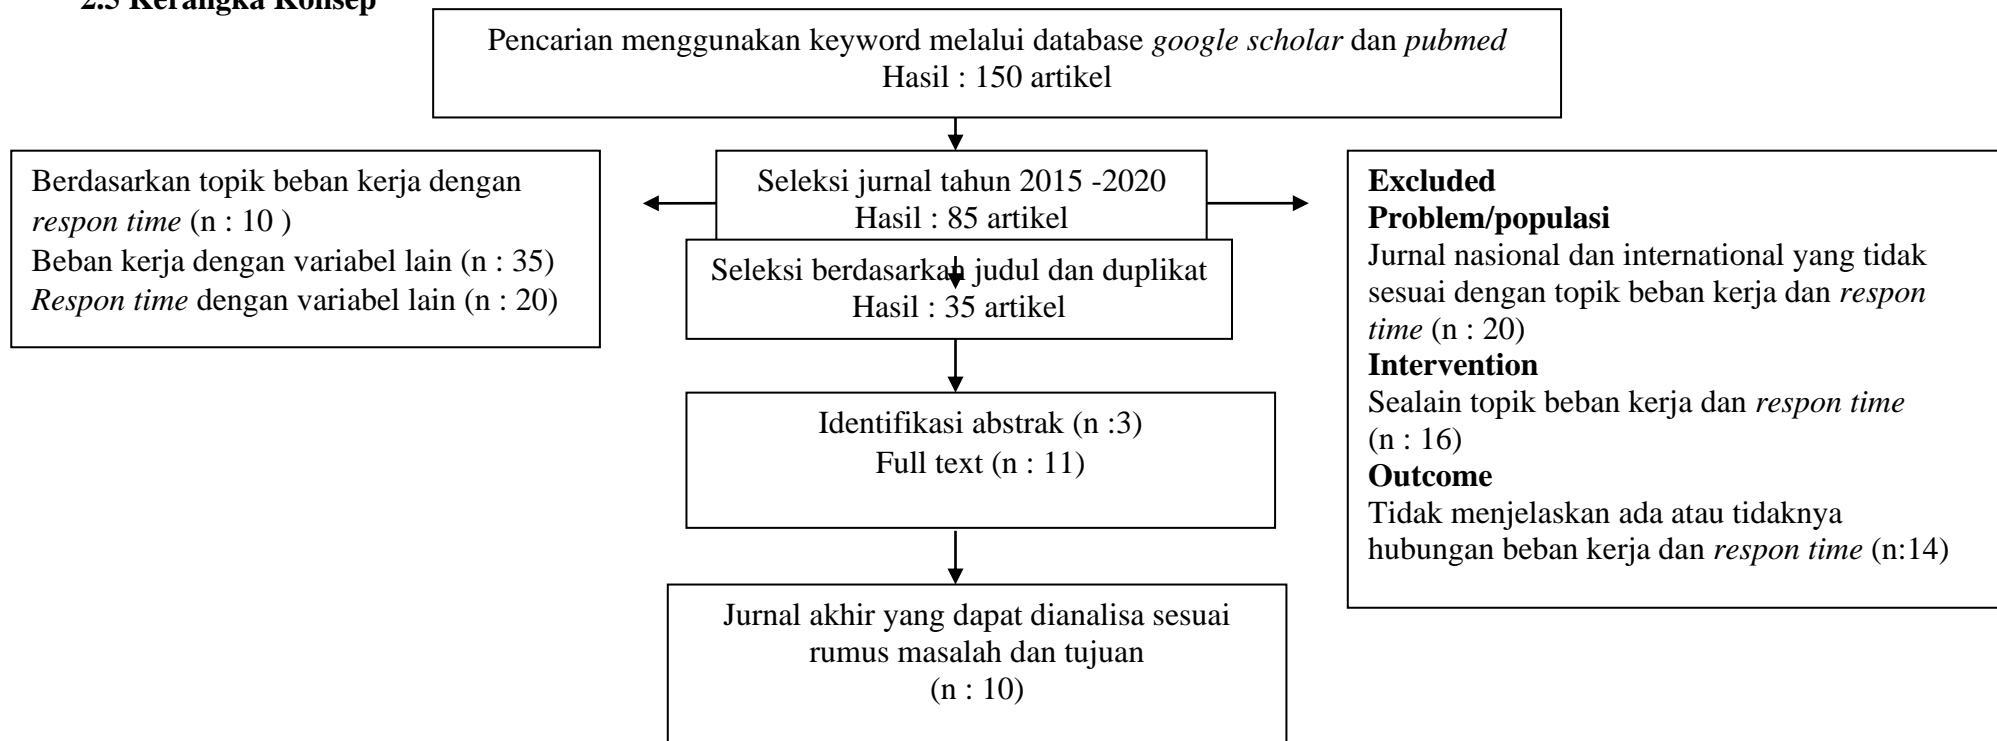 2.5 Kerangka Konsep
Pencarian menggunakan keyword melalui database google scholar dan pubmed
Hasil : 150 artikel
Berdasarkan topik beban kerja dengan
respon time (n : 10 )
Beban kerja dengan variabel lain (n : 35)
Respon time dengan variabel lain (n : 20)
Seleksi jurnal tahun 2015 -2020
Hasil : 85 artikel
Seleksi berdasarkan judul dan duplikat
Hasil : 35 artikel
Identifikasi abstrak (n :3)
Full text (n : 11)
Jurnal akhir yang dapat dianalisa sesuai
rumus masalah dan tujuan
(n : 10)
Excluded
Problem/populasi
Jurnal nasional dan international yang tidak
sesuai dengan topik beban kerja dan respon
time (n : 20)
Intervention
Sealain topik beban kerja dan respon time
(n : 16)
Outcome
Tidak menjelaskan ada atau tidaknya
hubungan beban kerja dan respon time (n:14)